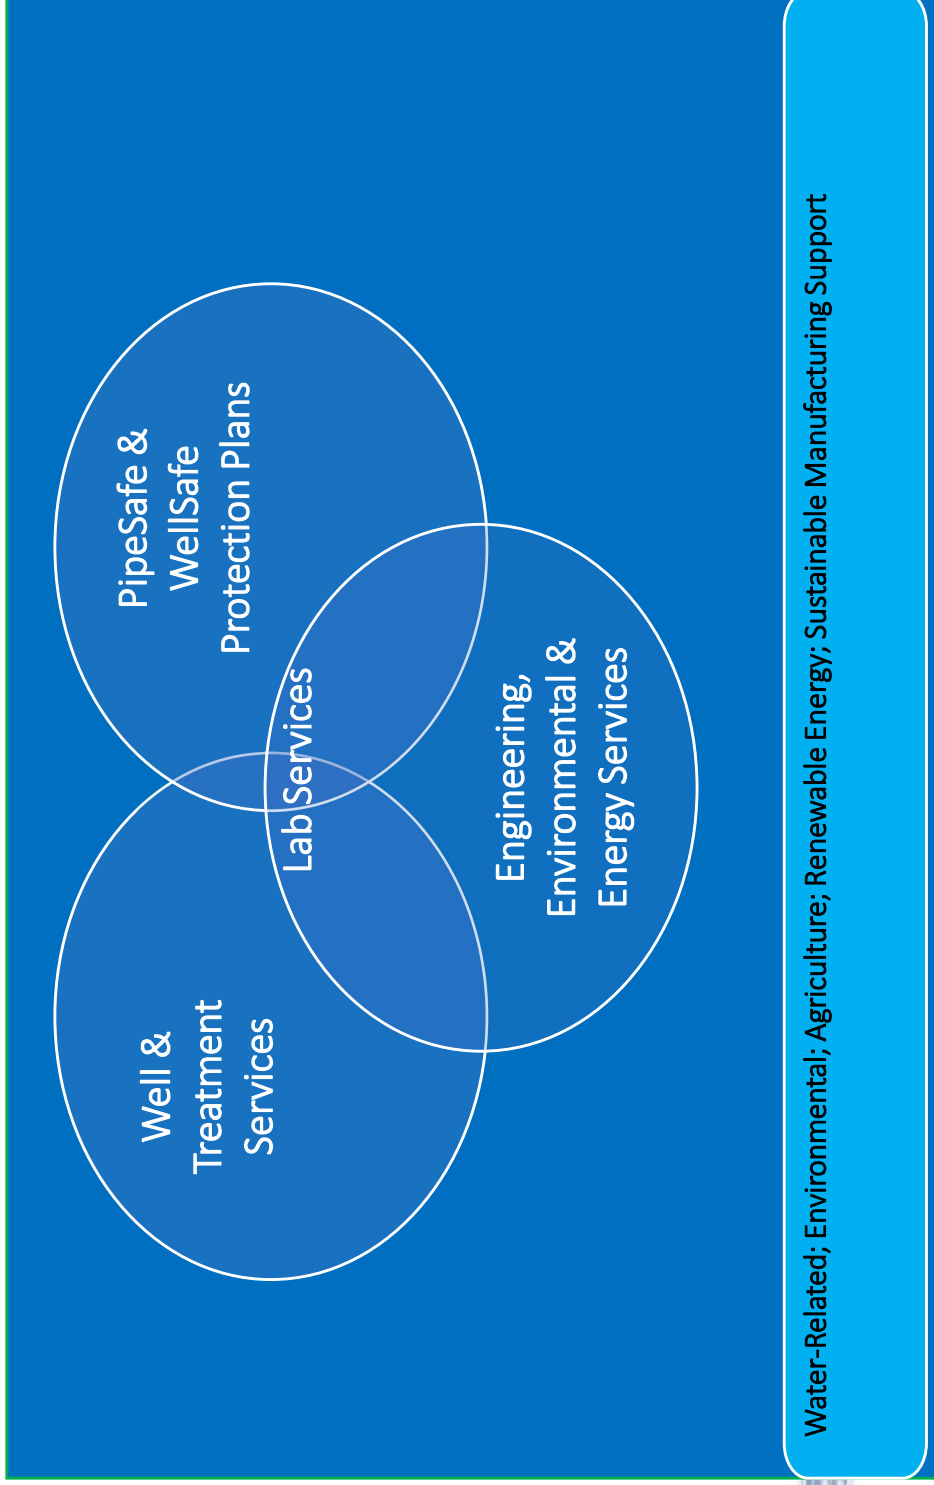 Well &
Treatment
Services
PipeSafe &
WellSafe
Protection Plans
Lab Services
Engineering,
Environmental &
Energy Services
Water-Related; Environmental; Agriculture; Renewable Energy; Sustainable Manufacturing Support